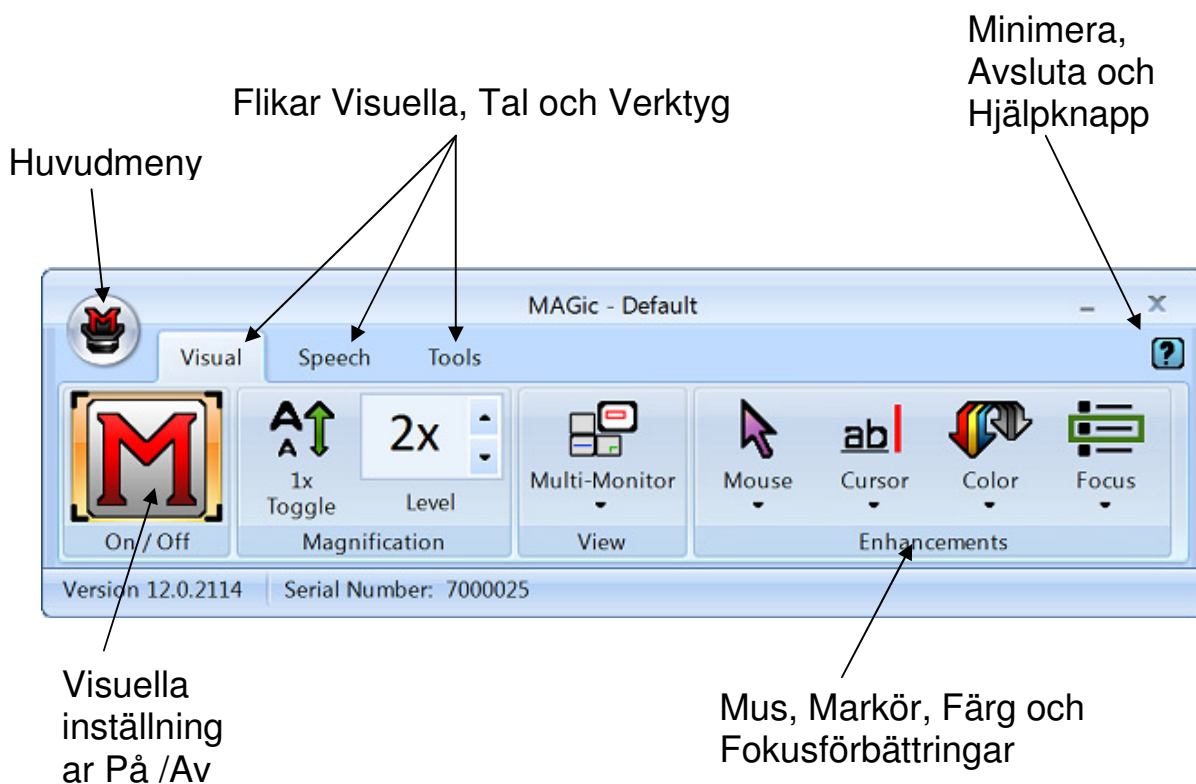 Minimera,
Avsluta och
Hjälpknapp
Flikar Visuella, Tal och Verktyg
Huvudmeny
MAGic - Default
Visual Speech Tools
2x
1x
Toggle
Level
Multi-Monitor
Mouse
ab
Cursor
Color
Focus
On / Off
Magnification
View
Enhancements
Version 12.0.2114 Serial Number: 7000025
Visuella
inställning
ar På /Av
Mus, Markör, Färg och
Fokusförbättringar